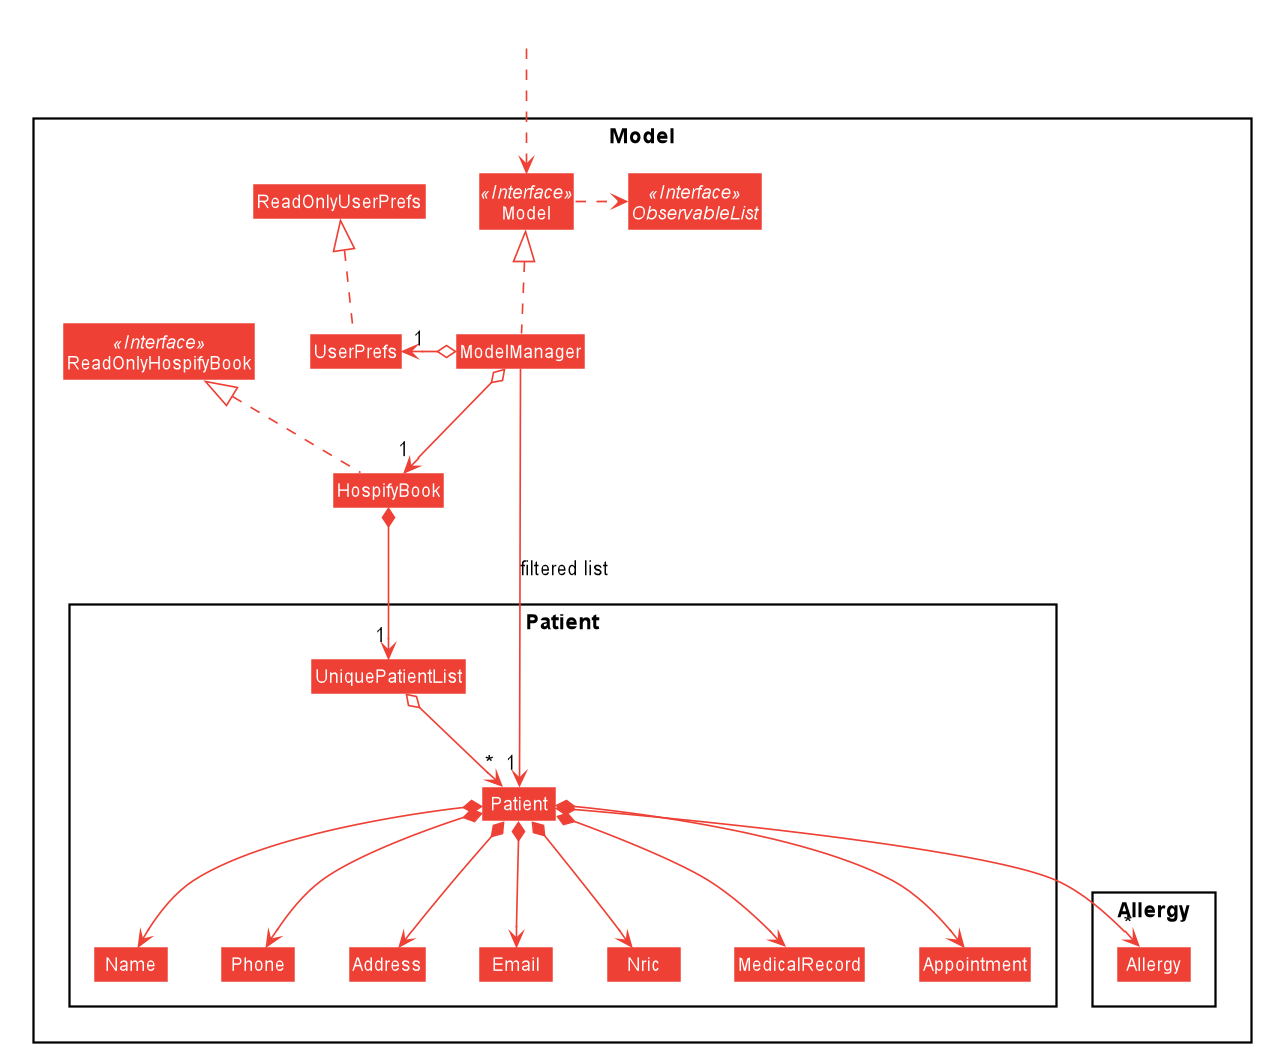 Model
«Interface»
Model
«Interface»
ObservableList
ReadOnlyUserPrefs
«Interface»
ReadOnlyHospifyBook
UserPrefs
1
ModelManager
1
HospifyBook
filtered list
Patient
1
UniquePatientList
*
1
Patient
Allergy
*
Name
Phone
Address
Email
Nric
MedicalRecord
Appointment
Allergy